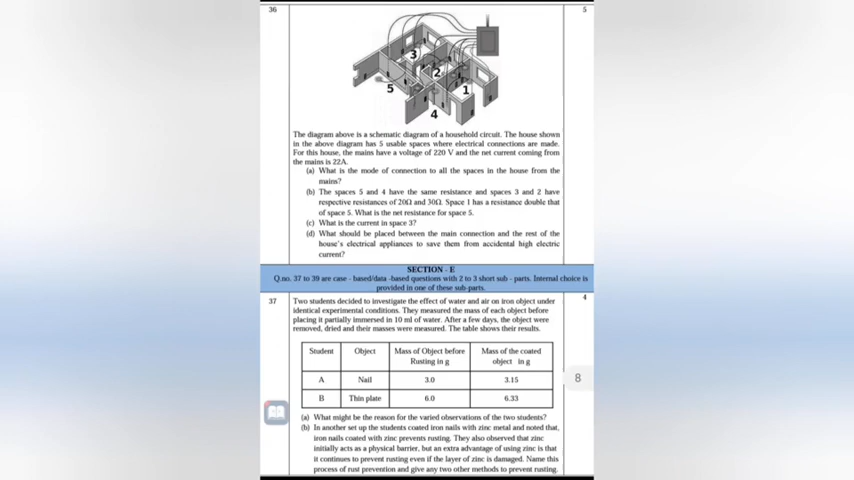 36
5
3
2
5
1
4
The diagram above is a schematic diagram of a household circuit. The house shown
in the above diagram has 5 usable spaces where electrical connections are made.
For this house, the mains have a voltage of 220 V and the net current coming from
the mains is 22A.
(a) What is the mode of connection to all the spaces in the house from the
mains?
(b) The spaces 5 and 4 have the same resistance and spaces 3 and 2 have
respective resistances of 20Ω and 30Ω. Space 1 has a resistance double that
of space 5. What is the net resistance for space 5.
(c) What is the current in space 3?
(d) What should be placed between the main connection and the rest of the
house's electrical appliances to save them from accidental high electric
current?
SECTION - E
Q.no. 37 to 39 are case - based/data -based questions with 2 to 3 short sub - parts. Internal choice is
provided in one of these sub-parts.
37
4
Two students decided to investigate the effect of water and air on iron object under
identical experimental conditions. They measured the mass of each object before
placing it partially immersed in 10 ml of water. After a few days, the object were
removed, dried and their masses were measured. The table shows their results.
Student Object Mass of Object before Mass of the coated
Rusting in g object in g
A Nail 3.0 3.15
B Thin plate 6.0 6.33
8
(a) What might be the reason for the varied observations of the two students?
(b) In another set up the students coated iron nails with zinc metal and noted that,
iron nails coated with zinc prevents rusting. They also observed that zinc
initially acts as a physical barrier, but an extra advantage of using zinc is that
it continues to prevent rusting even if the layer of zinc is damaged. Name this
process of rust prevention and give any two other methods to prevent rusting.